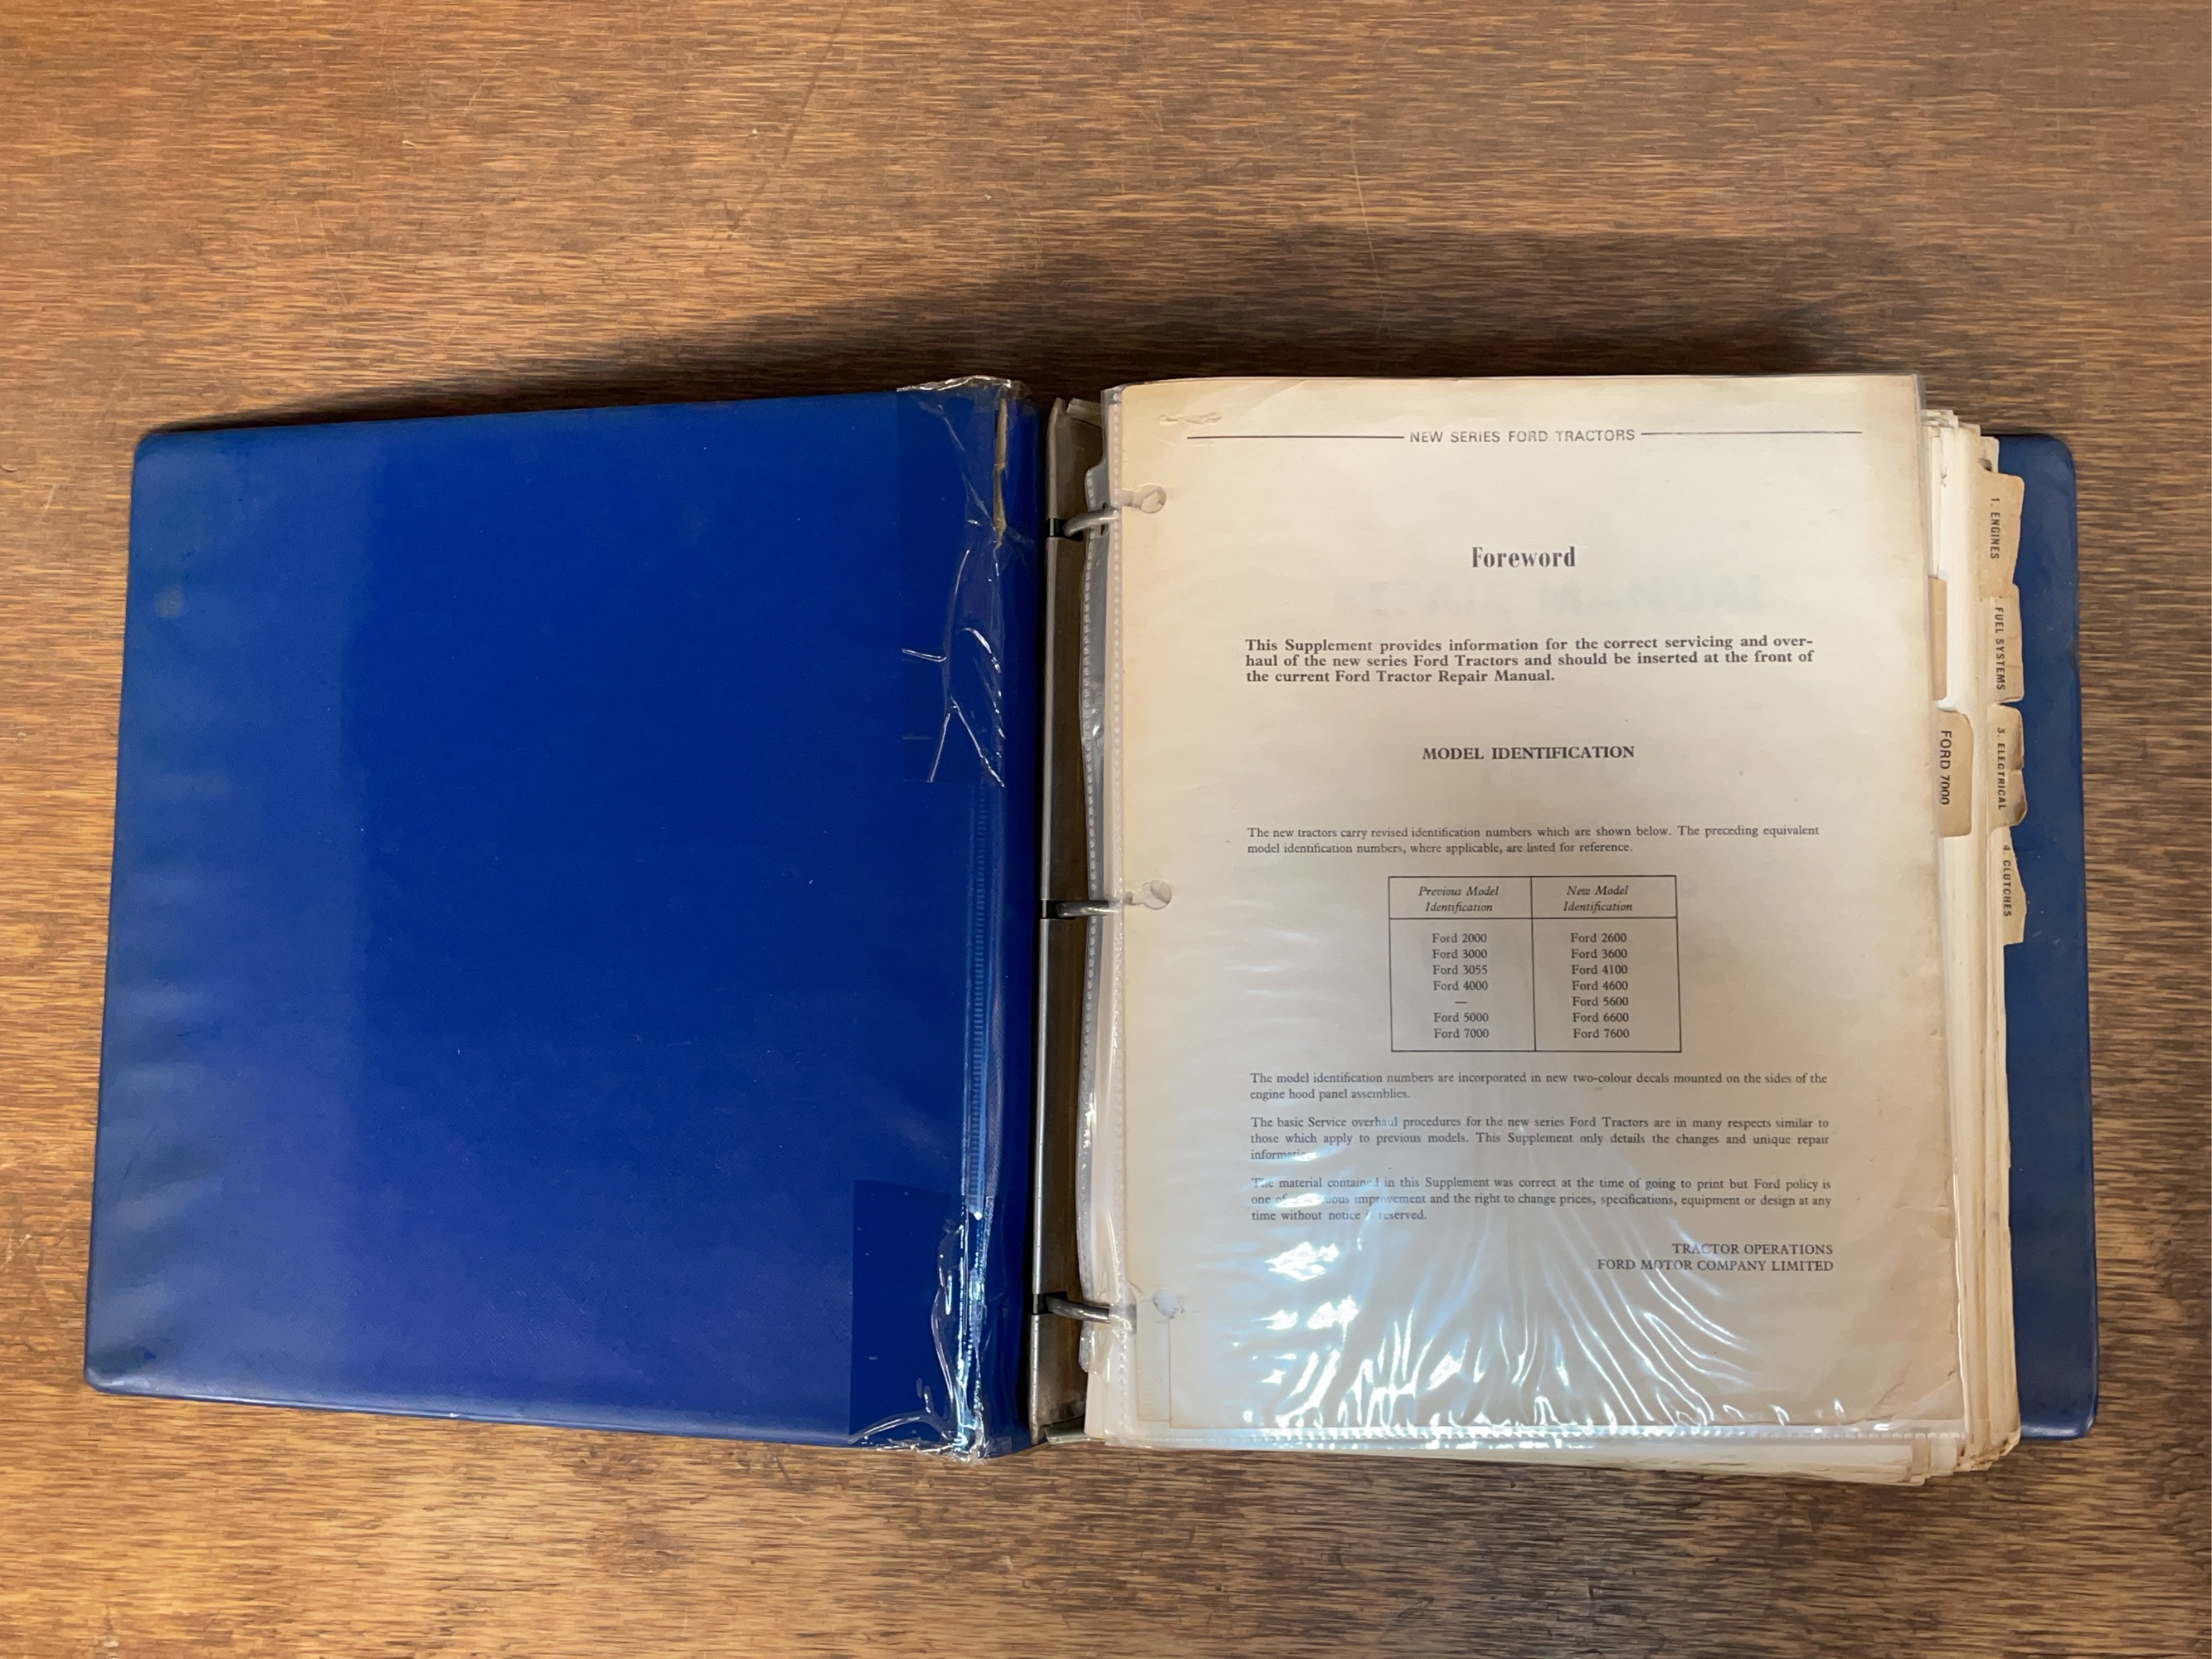 NEW SERIES FORD TRACTORS
Foreword
This Supplement provides information for the correct servicing and over-
haul of the new series Ford Tractors and should be inserted at the front of
the current Ford Tractor Repair Manual.
MODEL IDENTIFICATION
The new tractors carry revised identification numbers which are shown below. The preceding equivalent
model identification numbers, where applicable, are listed for reference.
Previous Model New Model
Identification Identification
Ford 2000 Ford 2600
Ford 3000 Ford 3600
Ford 3055 Ford 4100
Ford 4000 Ford 4600
— Ford 5600
Ford 5000 Ford 6600
Ford 7000 Ford 7600
The model identification numbers are incorporated in new two-colour decals mounted on the sides of the
engine hood panel assemblies.
The basic Service overhaul procedures for the new series Ford Tractors are in many respects similar to
those which apply to previous models. This Supplement only details the changes and unique repair
The material contained in this Supplement was correct at the time of going to print but Ford policy is
one improvement and the right to change prices, specifications, equipment or design at any
time without notice reserved.
TRACTOR OPERATIONS
FORD MOTOR COMPANY LIMITED
FORD 7000
1. ENGINES
FUEL SYSTEMS
3. ELECTRICAL
4. CLUTCHES